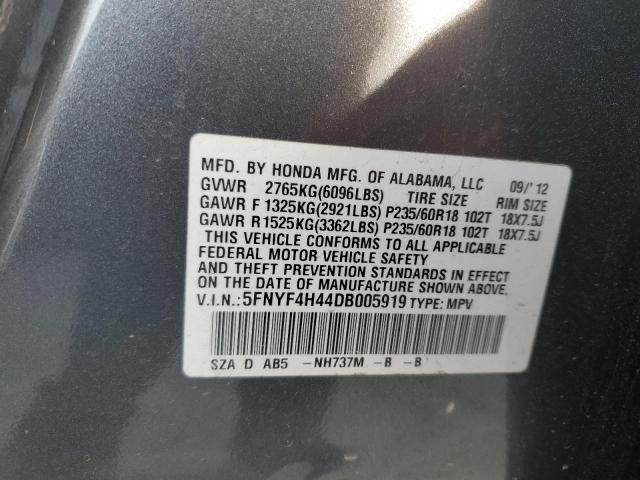 MFD. BY HONDA MFG. OF ALABAMA, LLC 09/'12
GVWR 2765KG(6096LBS) TIRE SIZE RIM SIZE
GAWR F 1325KG(2921LBS) P235/60R18 102T 18X7.5J
GAWR R 1525KG(3362LBS) P235/60R18 102T 18X7.5J
THIS VEHICLE CONFORMS TO ALL APPLICABLE
FEDERAL MOTOR VEHICLE SAFETY
AND THEFT PREVENTION STANDARDS IN EFFECT
ON THE DATE OF MANUFACTURE SHOWN ABOVE.
V.I.N.: 5FNYF4H44DB005919 TYPE: MPV
SZA D AB5 -NH737M -B -B